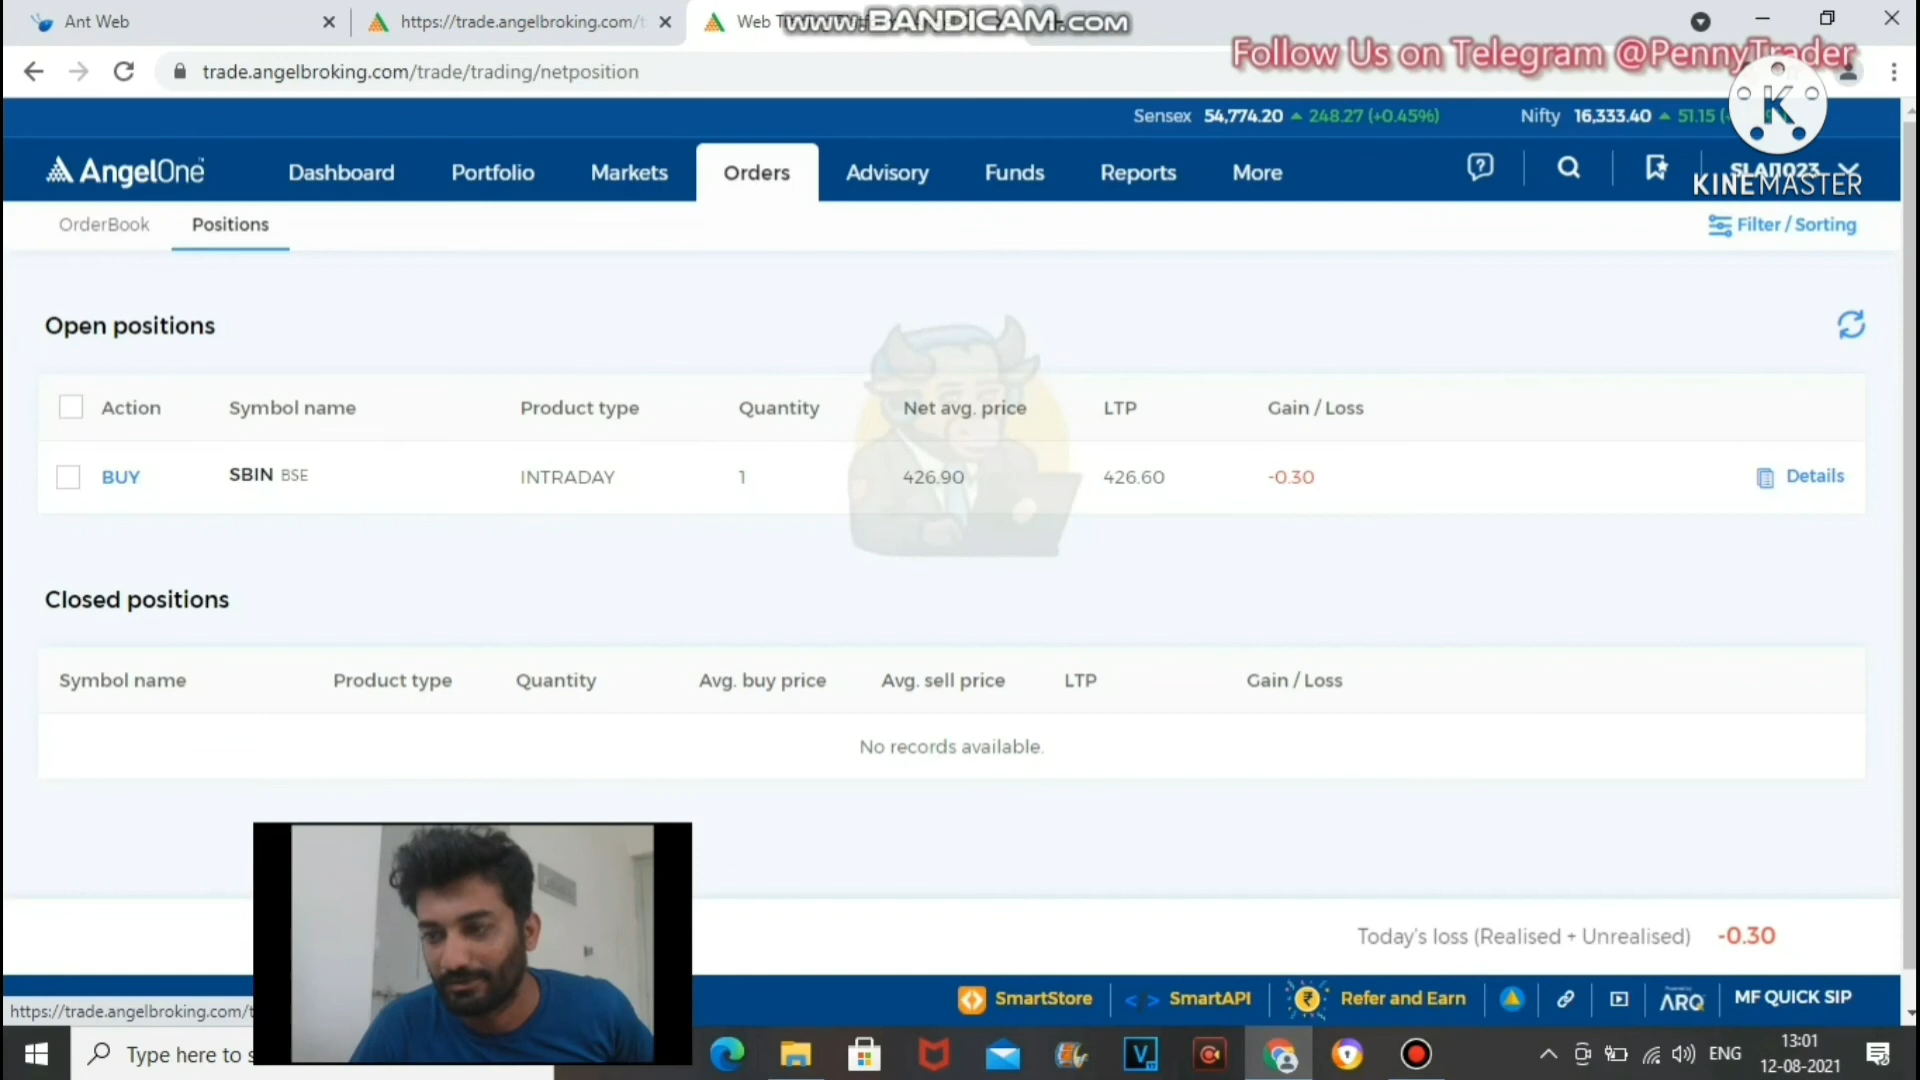 Ant Web
https://trade.angelbroking.com/t
Web T
www.BANDICAM.com
trade.angelbroking.com/trade/trading/netposition
Follow Us on Telegram @PennyTrader
Sensex 54,774.20 248.27 (+0.45%) Nifty 16,333.40 51.15 (
K
KINEMASTER
AngelOne
Dashboard Portfolio Markets Orders Advisory Funds Reports More
OrderBook Positions Filter / Sorting
Open positions
Action Symbol name Product type Quantity Net avg. price LTP Gain / Loss
BUY SBIN BSE INTRADAY 1 426.90 426.60 -0.30 Details
Closed positions
Symbol name Product type Quantity Avg. buy price Avg. sell price LTP Gain / Loss
No records available.
Today's loss (Realised + Unrealised) -0.30
SmartStore SmartAPI Refer and Earn ARQ MF QUICK SIP
https://trade.angelbroking.com/t
Type here to s
ENG
13:01
12-08-2021